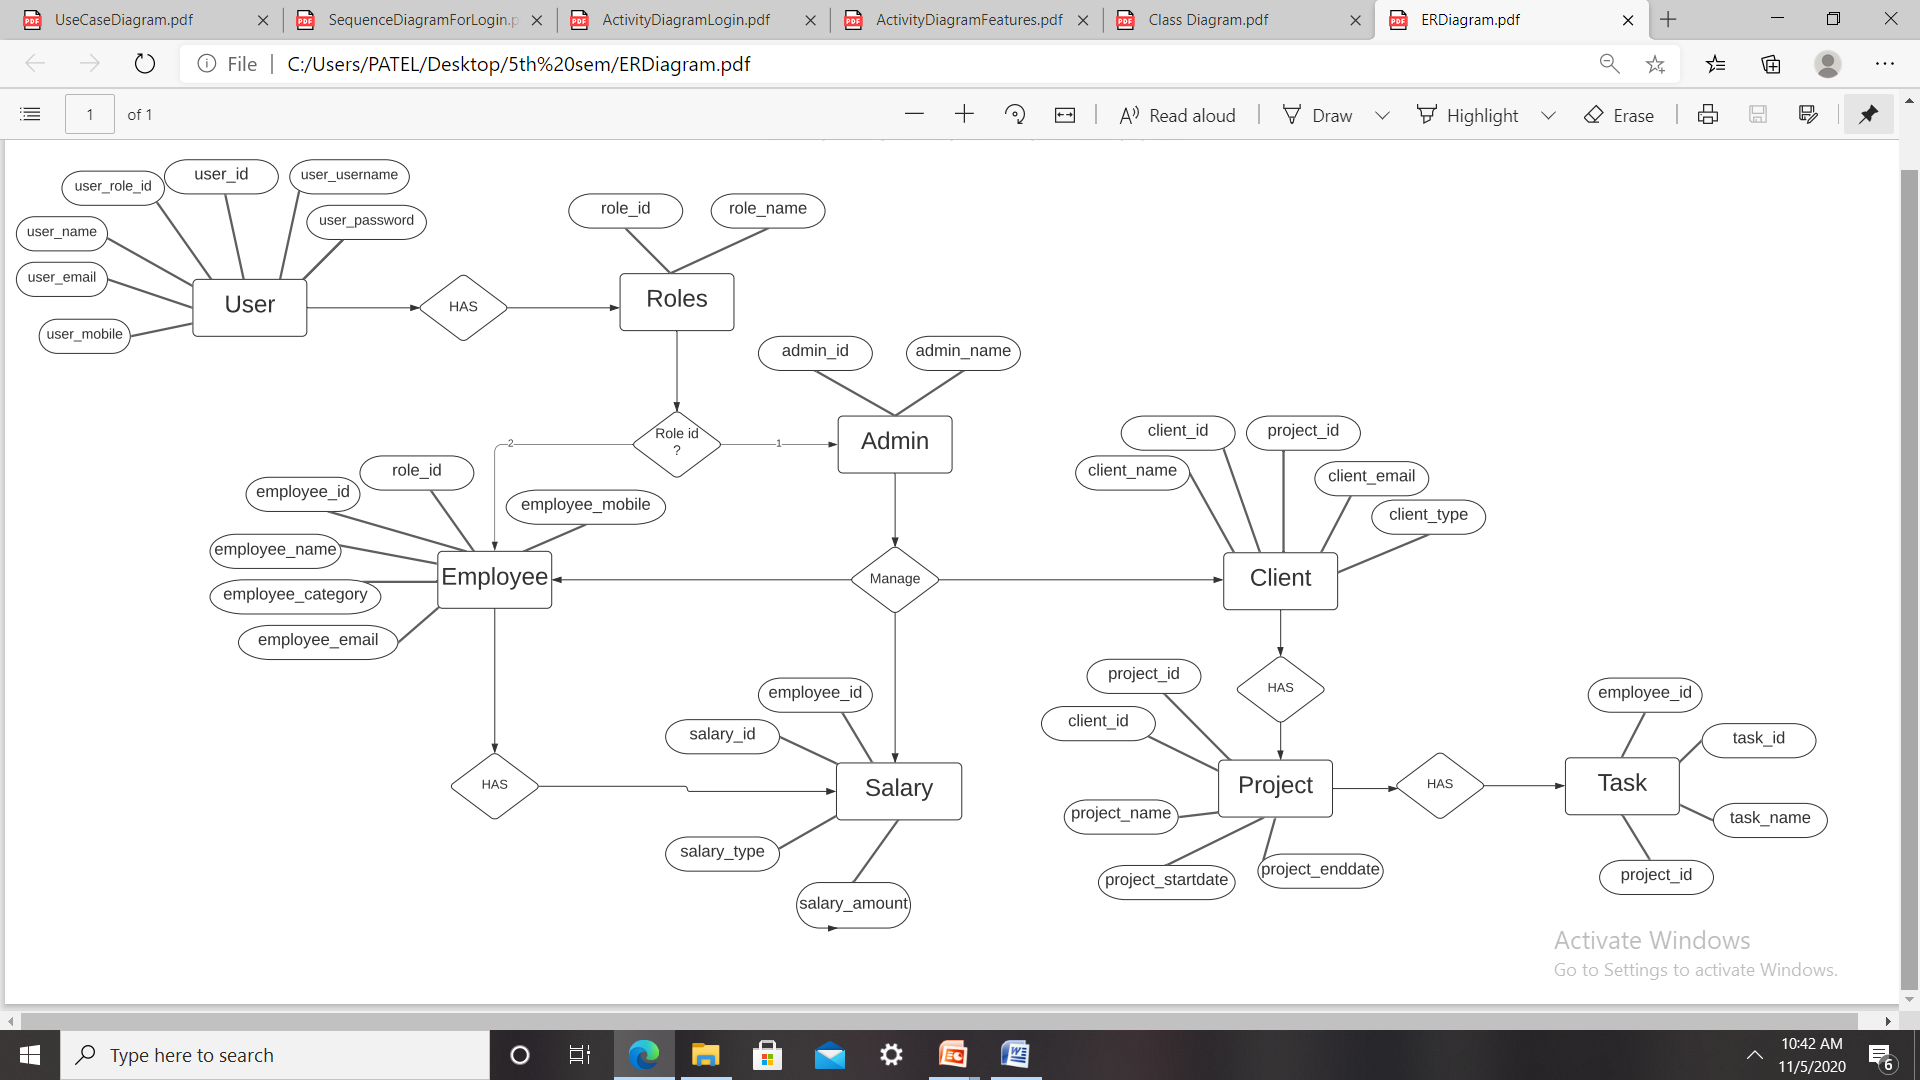 UseCaseDiagram.pdf
SequenceDiagramForLogin.p
ActivityDiagramLogin.pdf
ActivityDiagramFeatures.pdf
Class Diagram.pdf
ERDiagram.pdf
File
C:/Users/PATEL/Desktop/5th%20sem/ERDiagram.pdf
1 of 1
Read aloud
Draw
Highlight
Erase
user_role_id
user_id
user_username
user_password
user_name
user_email
user_mobile
User
HAS
role_id
role_name
Roles
admin_id
admin_name
Role id
?
2
1
Admin
client_id
project_id
client_name
client_email
client_type
role_id
employee_id
employee_mobile
employee_name
employee_category
employee_email
Employee
Manage
Client
HAS
employee_id
salary_id
HAS
Salary
salary_type
salary_amount
project_id
client_id
Project
project_name
project_startdate
project_enddate
HAS
employee_id
task_id
Task
task_name
project_id
Activate Windows
Go to Settings to activate Windows.
Type here to search
10:42 AM
11/5/2020
6